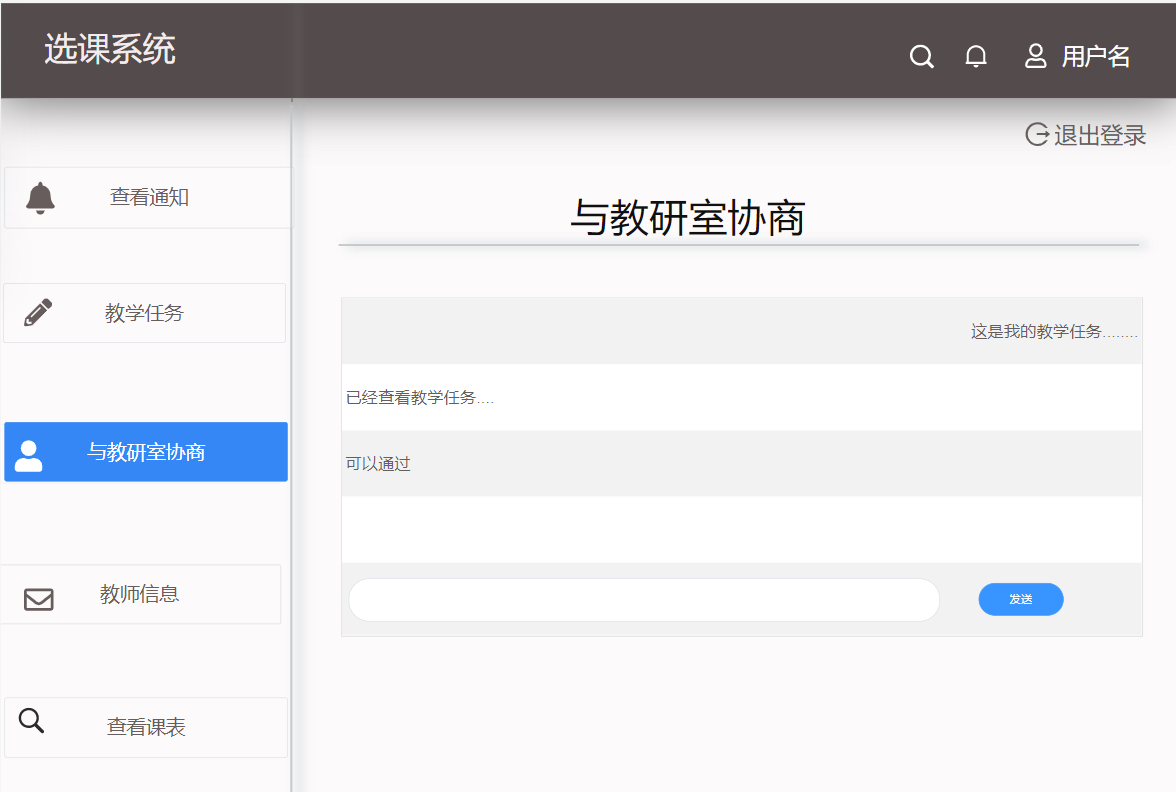 选课系统
用户名
退出登录
查看通知
教学任务
与教研室协商
教师信息
查看课表
与教研室协商
这是我的教学任务........
已经查看教学任务....
可以通过
发送